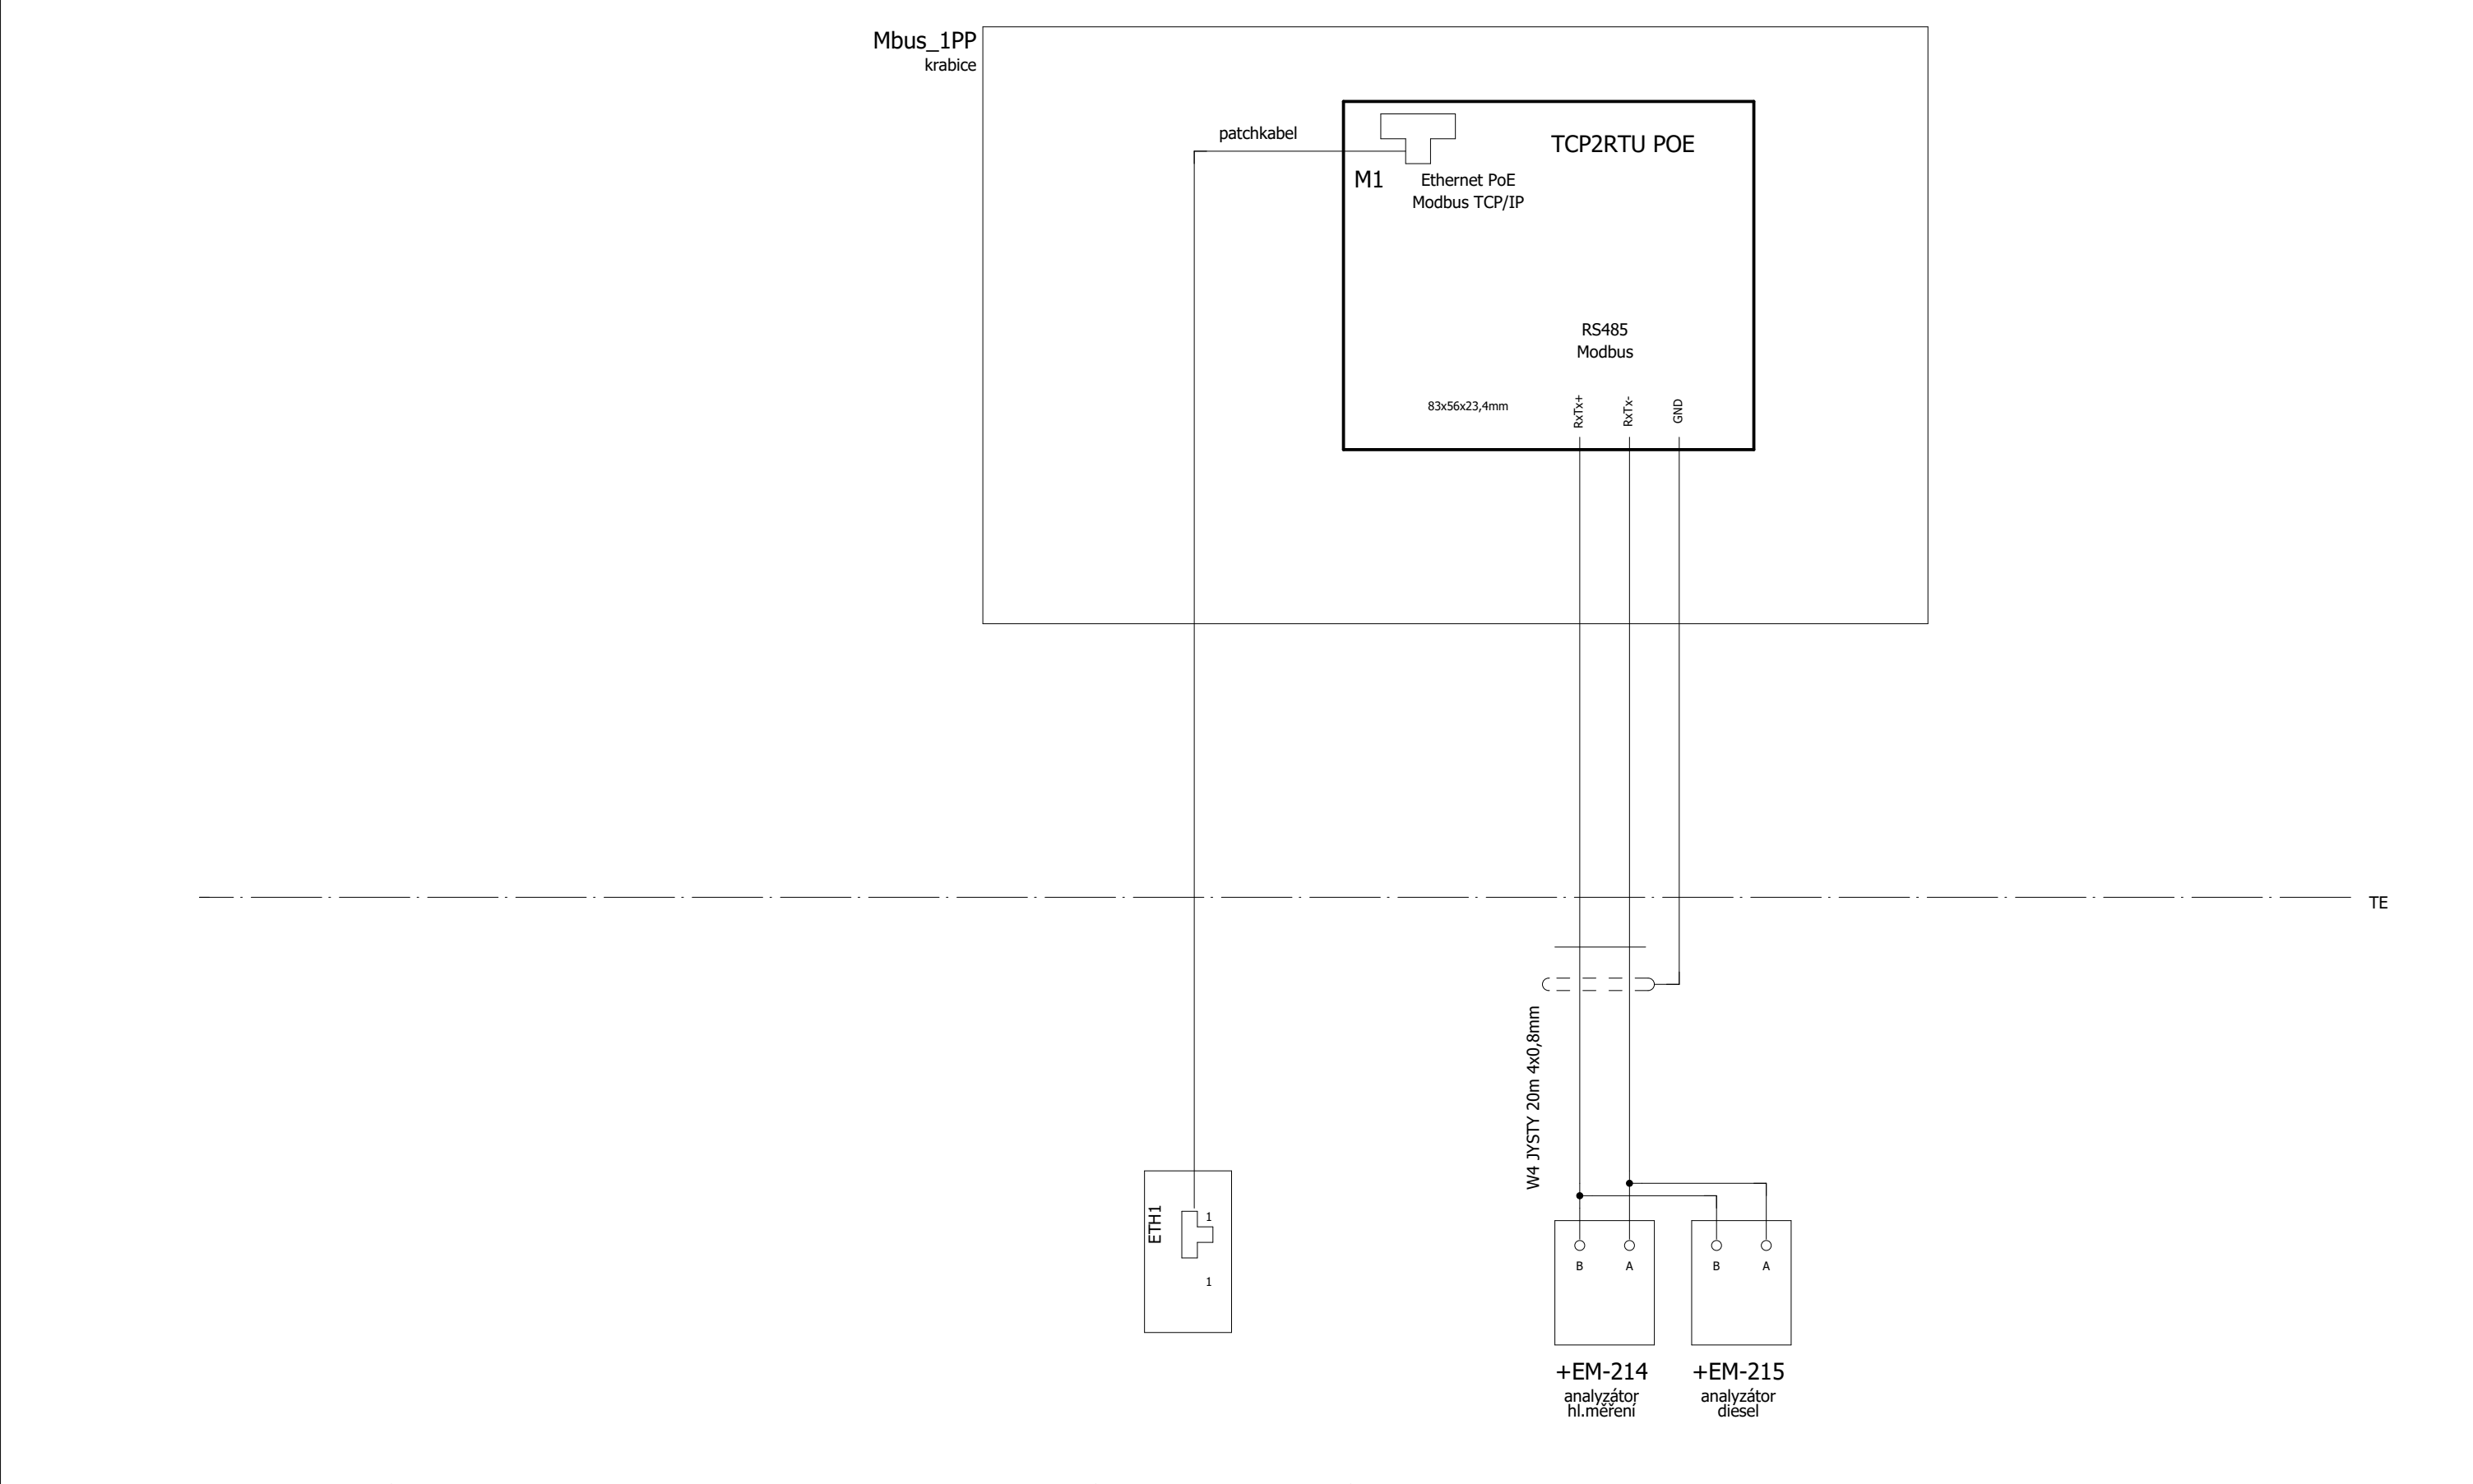 Mbus_1PP
krabice
patchkabel
TCP2RTU POE
M1
Ethernet PoE
Modbus TCP/IP
RS485
Modbus
83x56x23,4mm
RxTx+
RxTx-
GND
TE
W4 JYSTY 20m 4x0,8mm
ETH1
1
1
B
A
B
A
+EM-214
analyzátor
hl.měření
+EM-215
analyzátor
diesel